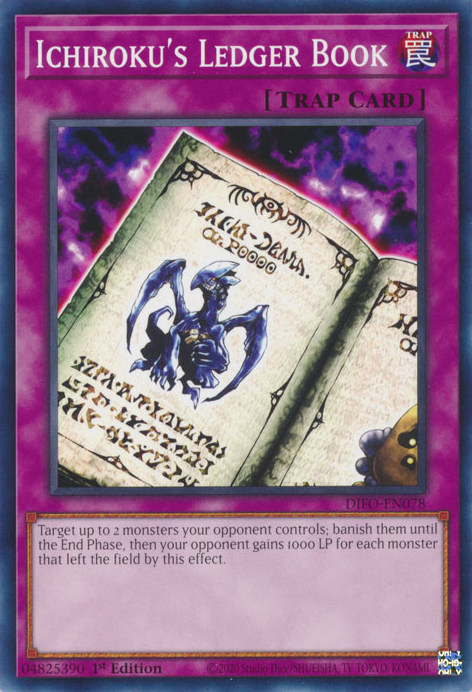 ICHIROKU'S LEDGER BOOK
TRAP
罠
[TRAP CARD]
DIFO-EN078
Target up to 2 monsters your opponent controls; banish them until
the End Phase, then your opponent gains 1000 LP for each monster
that left the field by this effect.
04825390 1st Edition ©2020 Studio Dice/SHUEISHA, TV TOKYO, KONAMI